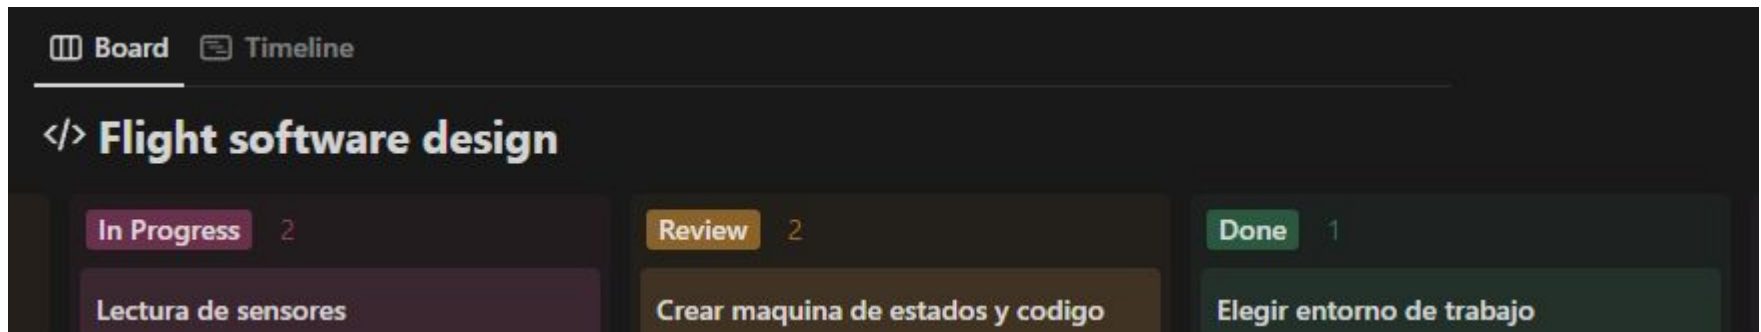 Board Timeline
</> Flight software design
In Progress 2 Review 2 Done 1
Lectura de sensores Crear maquina de estados y codigo Elegir entorno de trabajo